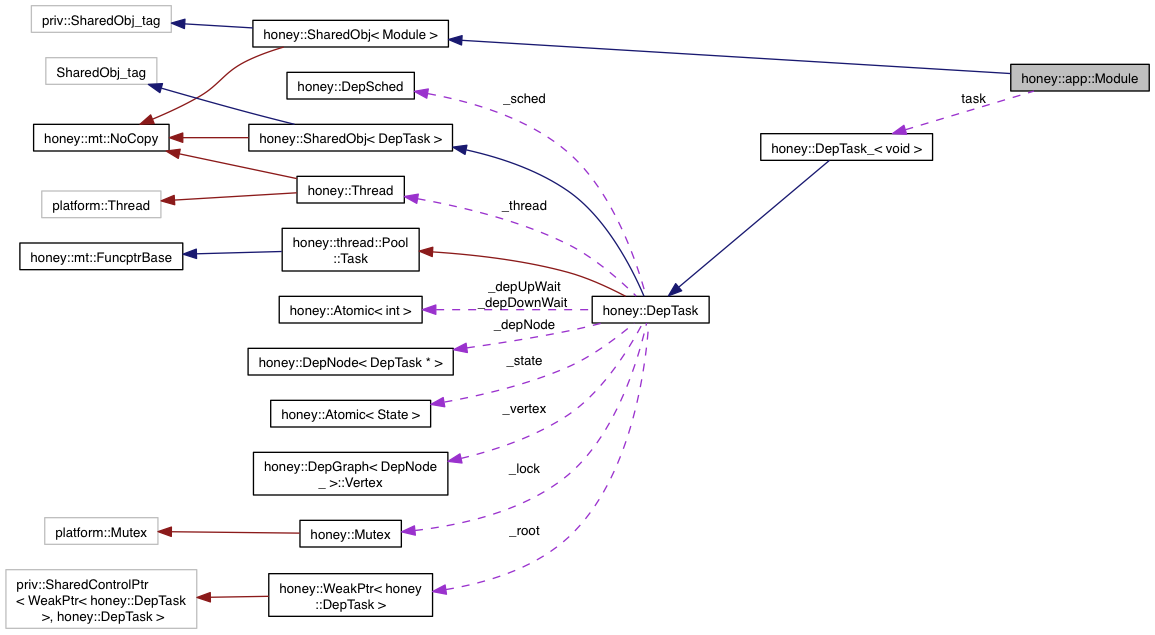 priv::SharedObj_tag
honey::SharedObj< Module >
SharedObj_tag
honey::DepSched
_sched
task
honey::app::Module
honey::mt::NoCopy
honey::SharedObj< DepTask >
honey::DepTask_< void >
platform::Thread
honey::Thread
_thread
honey::mt::FuncptrBase
honey::thread::Pool
::Task
_depUpWait
_depDownWait
honey::Atomic< int >
honey::DepTask
_depNode
honey::DepNode< DepTask * >
_state
honey::Atomic< State >
_vertex
honey::DepGraph< DepNode
_ >::Vertex
_lock
platform::Mutex
honey::Mutex
_root
priv::SharedControlPtr
< WeakPtr< honey::DepTask
>, honey::DepTask >
honey::WeakPtr< honey
::DepTask >